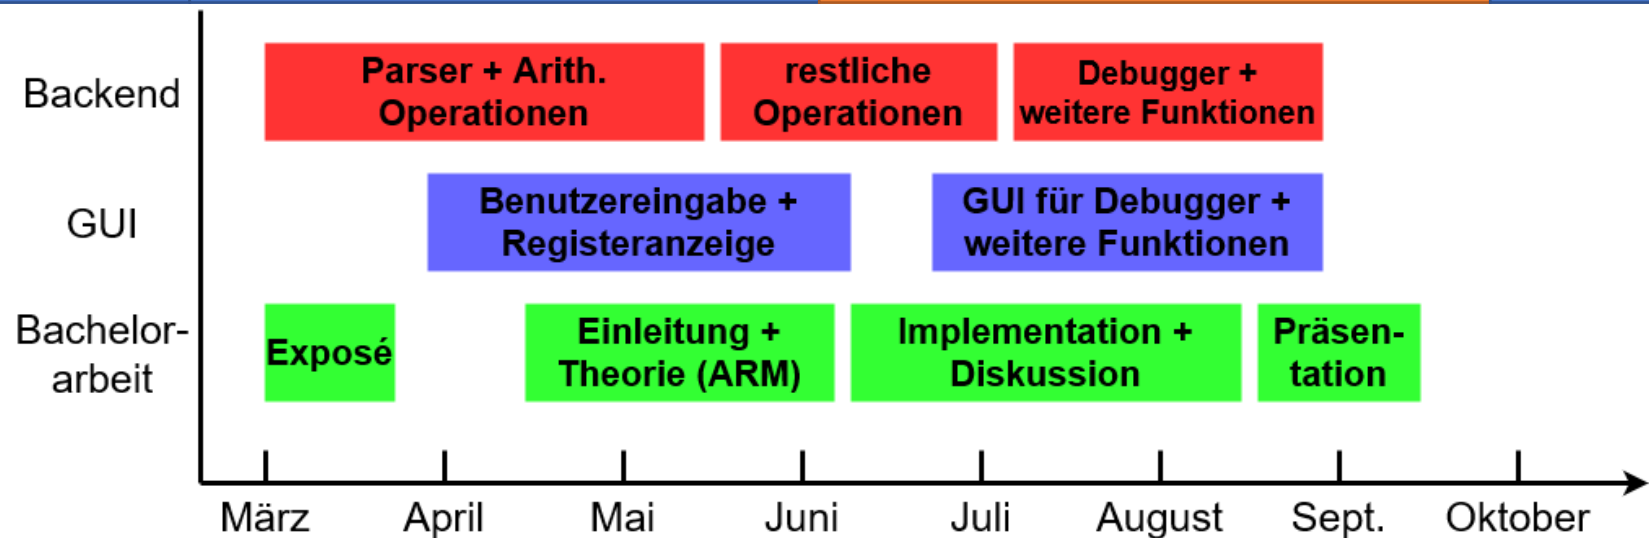 Backend
Parser + Arith.
Operationen
restliche
Operationen
Debugger +
weitere Funktionen
GUI
Benutzereingabe +
Registeranzeige
GUI für Debugger +
weitere Funktionen
Bachelor-
arbeit
Exposé
Einleitung +
Theorie (ARM)
Implementation +
Diskussion
Präsen-
tation
März April Mai Juni Juli August Sept. Oktober